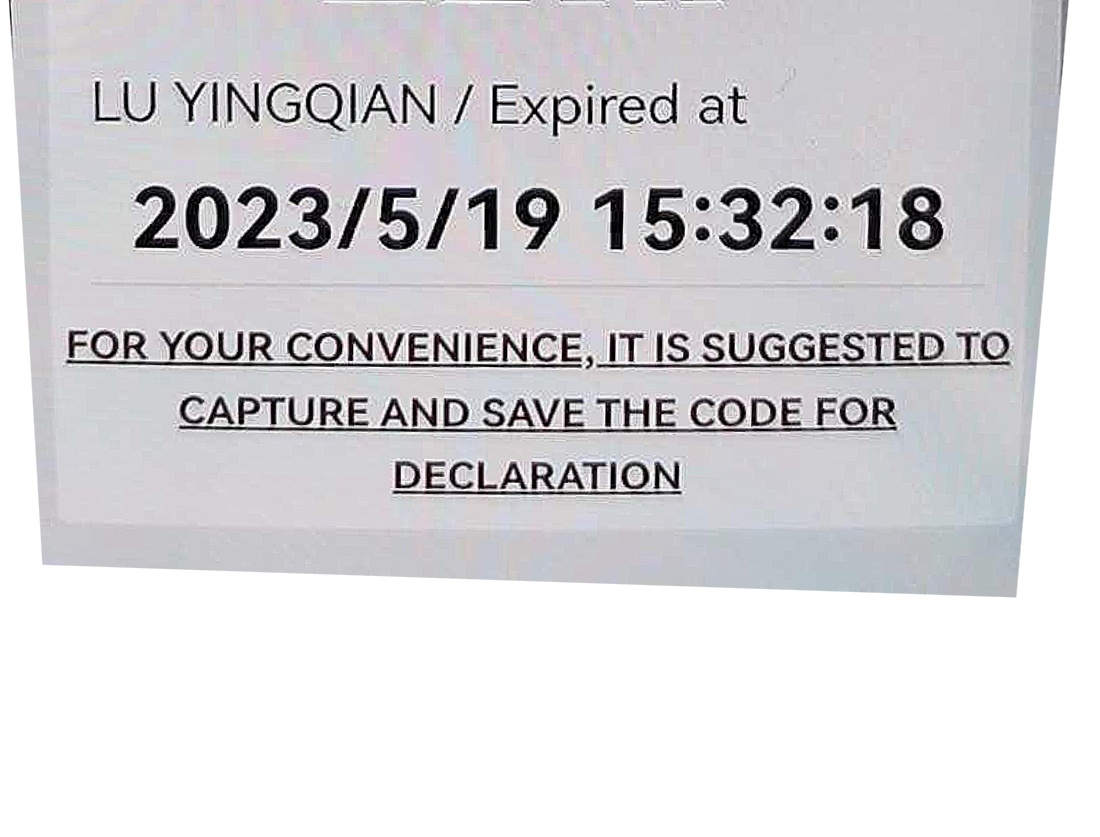 LU YINGQIAN / Expired at
2023/5/19 15:32:18
FOR YOUR CONVENIENCE, IT IS SUGGESTED TO
CAPTURE AND SAVE THE CODE FOR
DECLARATION